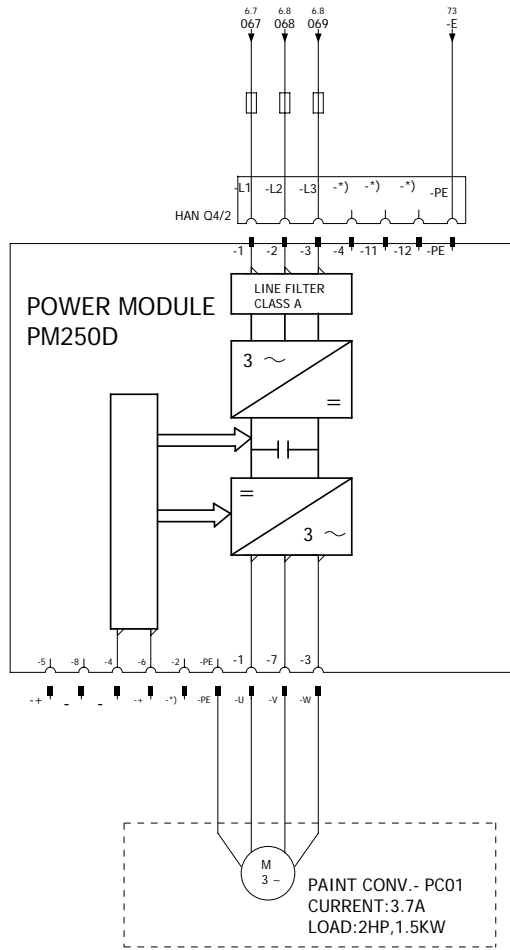 6.7 6.8 6.8 73
067 068 069 -E
-L1 -L2 -L3 -*) -*) -*) -PE
HAN Q4/2
-1 -2 -3 -4 -11 -12 -PE
LINE FILTER
CLASS A
POWER MODULE
PM250D
3 ~
=
=
3 ~
-5 -8 -4 -6 -2 -PE -1 -7 -3
-+ - - -+ -*) -PE -U -V -W
M
3 ~
PAINT CONV.- PC01
CURRENT:3.7A
LOAD:2HP,1.5KW